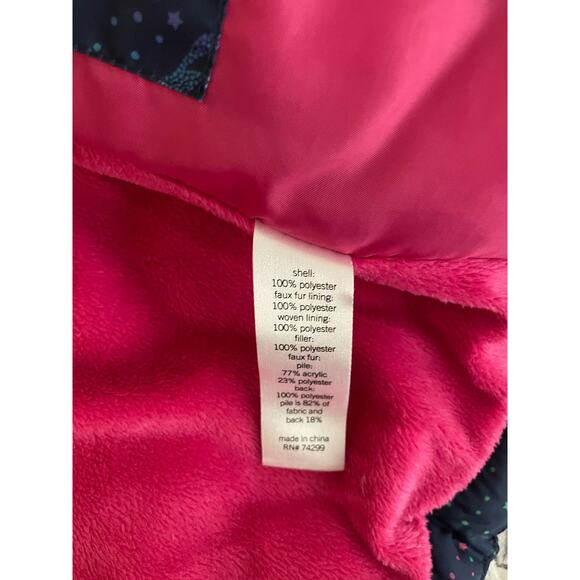 shell:
100% polyester
faux fur lining:
100% polyester
woven lining:
100% polyester
filler:
100% polyester
faux fur:
pile:
77% acrylic
23% polyester
back:
100% polyester
pile is 82% of
fabric and
back 18%
made in china
RN# 74299